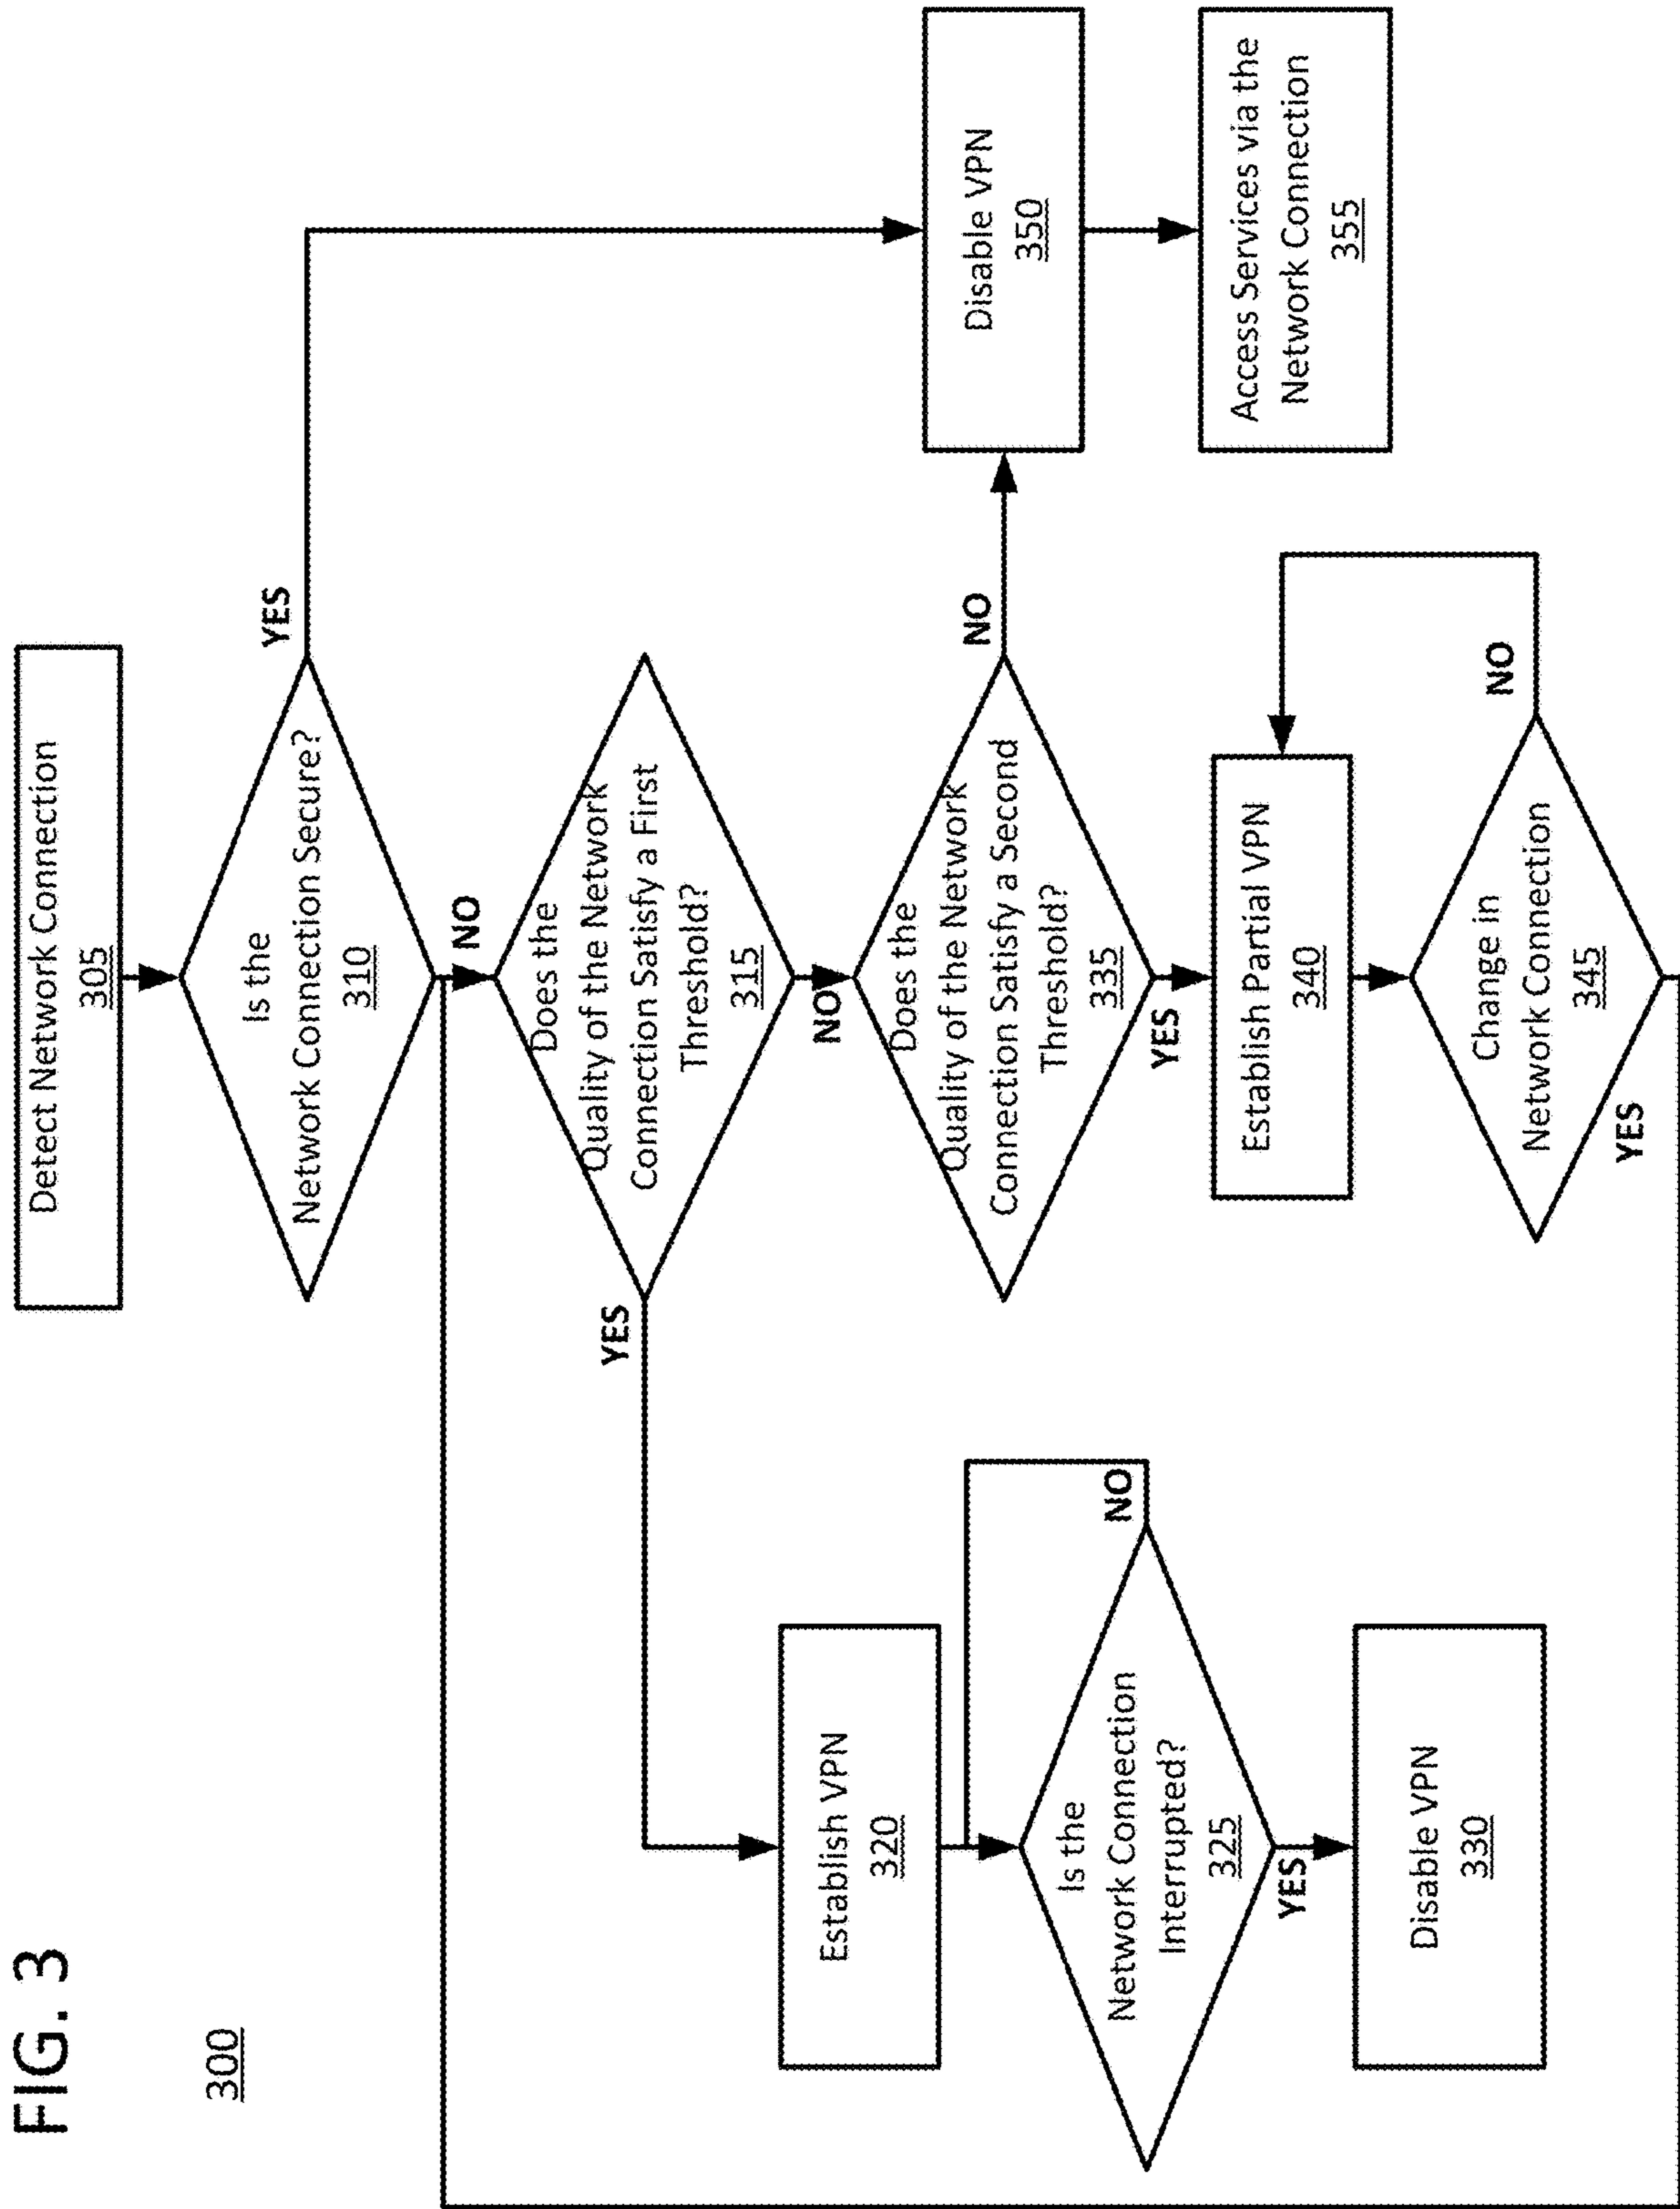 FIG. 3
300
Detect Network Connection
305
Is the
Network Connection Secure?
310
YES
NO
Does the
Quality of the Network
Connection Satisfy a First
Threshold?
315
YES
NO
Establish VPN
320
Is the
Network Connection
Interrupted?
325
NO
YES
Disable VPN
330
Does the
Quality of the Network
Connection Satisfy a Second
Threshold?
335
NO
YES
Establish Partial VPN
340
Change in
Network Connection
345
NO
YES
Disable VPN
350
Access Services via the
Network Connection
355